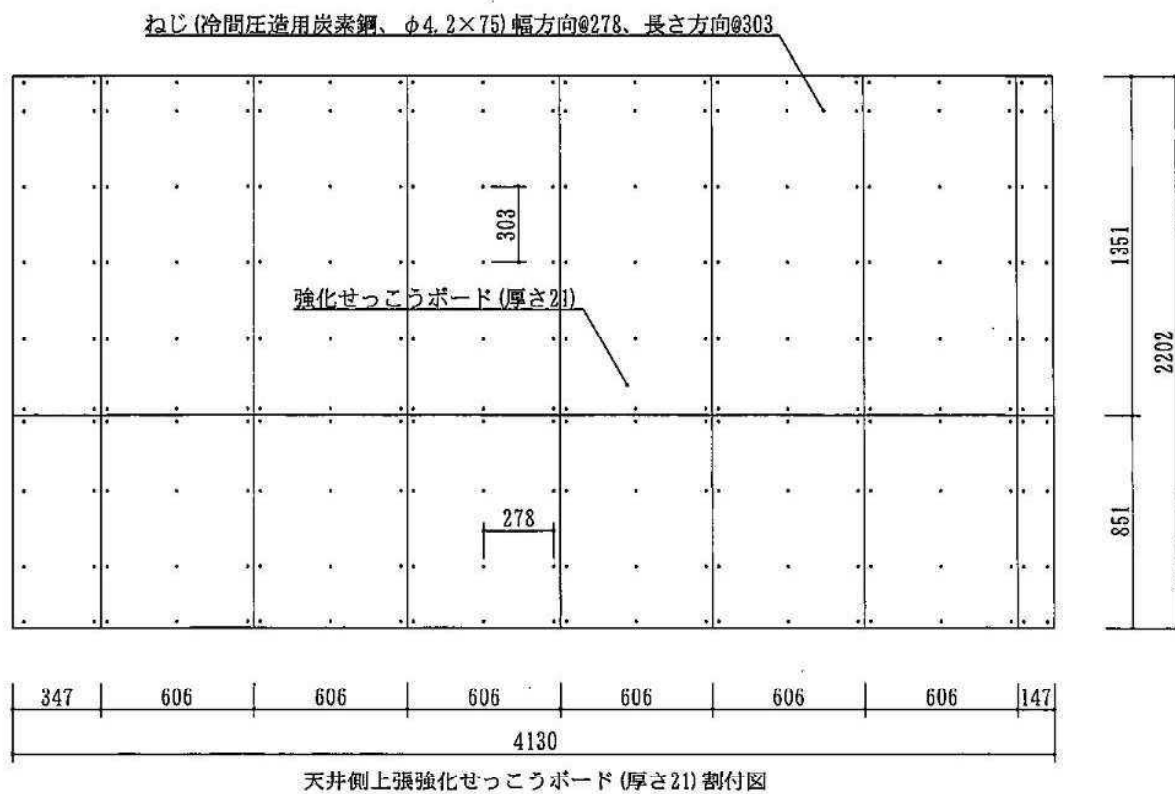 ねじ(冷間圧造用炭素鋼、φ4.2×75)幅方向@278、長さ方向@303
303
1351
強化せっこうボード(厚さ21)
2202
278
851
347 606 606 606 606 606 606 147
4130
天井側上張強化せっこうボード(厚さ21)割付図